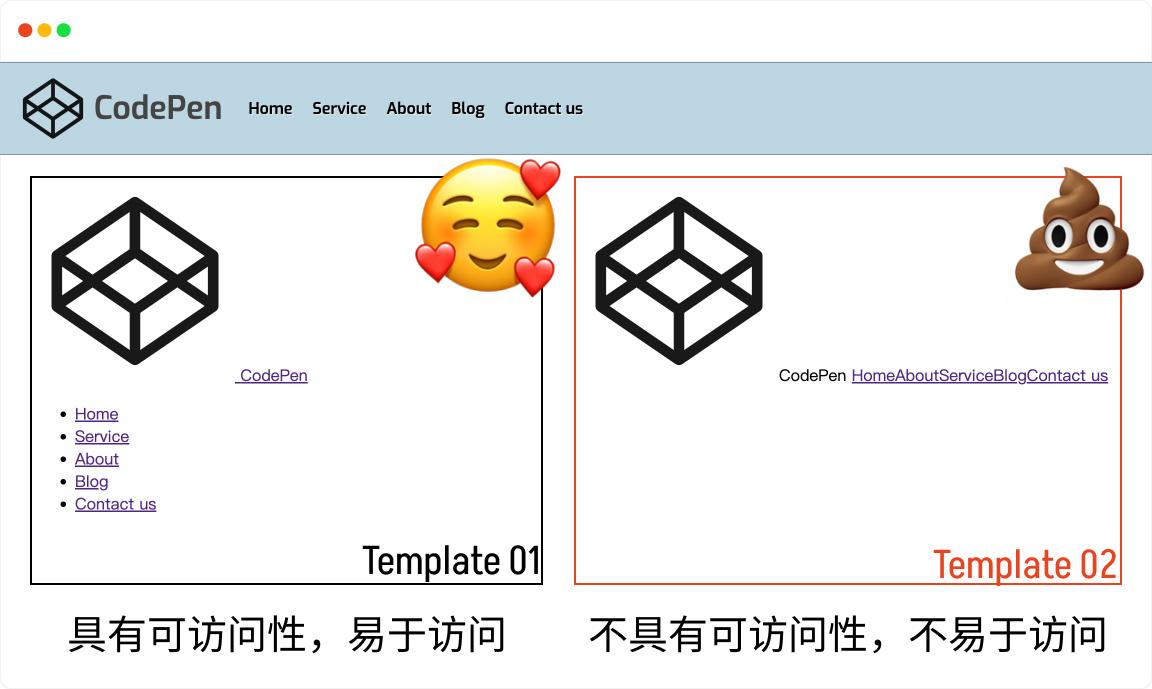 CodePen Home Service About Blog Contact us
CodePen
Home
Service
About
Blog
Contact us
Template 01
CodePen HomeAboutServiceBlogContact us
Template 02
具有可访问性，易于访问
不具有可访问性，不易于访问